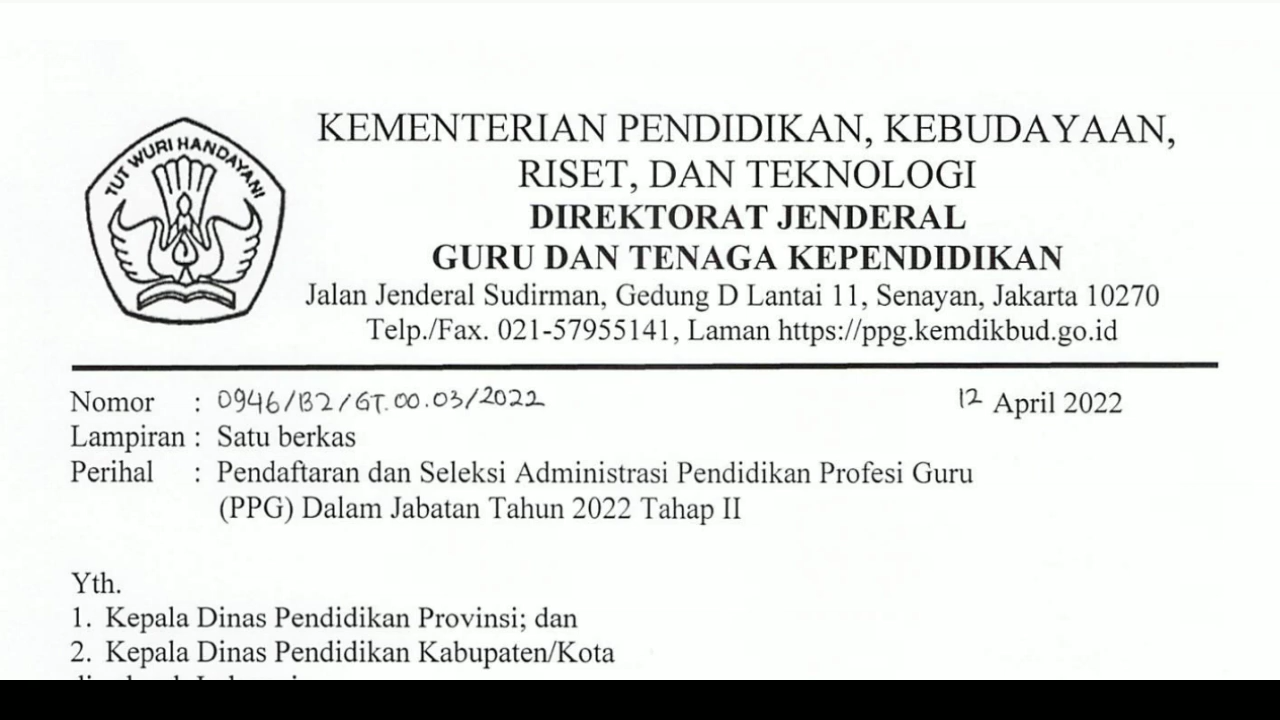 TUT WURI HANDAYANI
KEMENTERIAN PENDIDIKAN, KEBUDAYAAN,
RISET, DAN TEKNOLOGI
DIREKTORAT JENDERAL
GURU DAN TENAGA KEPENDIDIKAN
Jalan Jenderal Sudirman, Gedung D Lantai 11, Senayan, Jakarta 10270
Telp./Fax. 021-57955141, Laman https://ppg.kemdikbud.go.id
Nomor : 0946/B2/GT.00.03/2022 12 April 2022
Lampiran : Satu berkas
Perihal : Pendaftaran dan Seleksi Administrasi Pendidikan Profesi Guru
(PPG) Dalam Jabatan Tahun 2022 Tahap II
Yth.
1. Kepala Dinas Pendidikan Provinsi; dan
2. Kepala Dinas Pendidikan Kabupaten/Kota